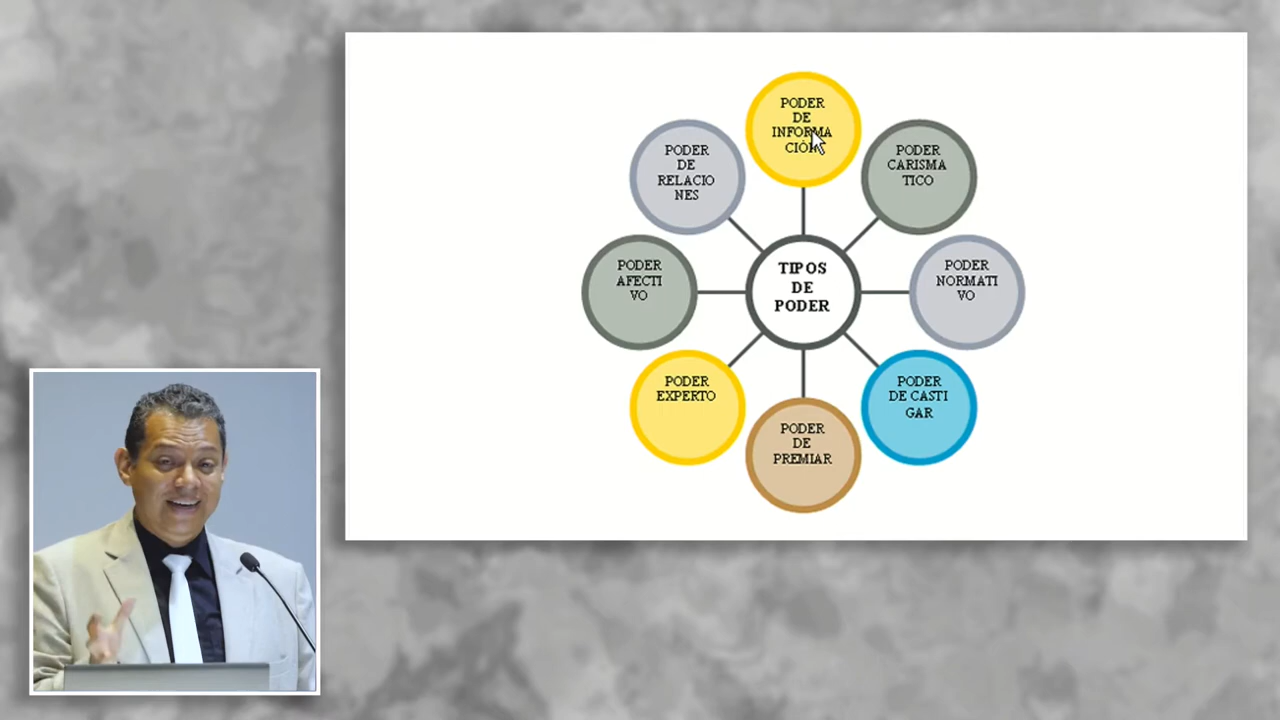 PODER
DE
INFORMA
CIÓN
PODER
DE
RELACIO
NES
PODER
CARISMA
TICO
PODER
AFECTI
VO
TIPOS
DE
PODER
PODER
NORMATI
VO
PODER
EXPERTO
PODER
DE CASTI
GAR
PODER
DE
PREMIAR